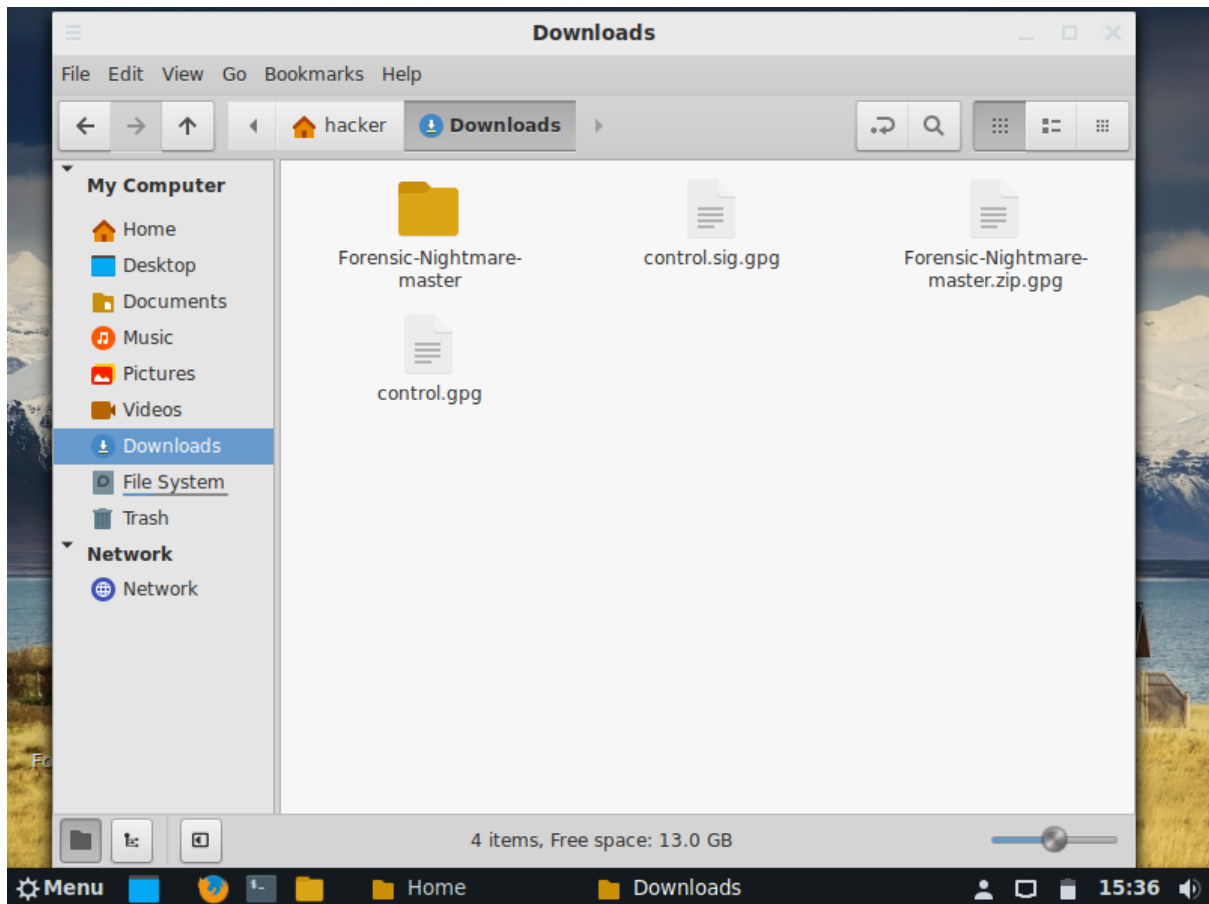 Downloads
File Edit View Go Bookmarks Help
hacker Downloads
My Computer
Home
Desktop
Documents
Music
Pictures
Videos
Downloads
File System
Trash
Network
Network
Forensic-Nightmare-
master
control.sig.gpg
Forensic-Nightmare-
master.zip.gpg
control.gpg
4 items, Free space: 13.0 GB
Menu Home Downloads 15:36